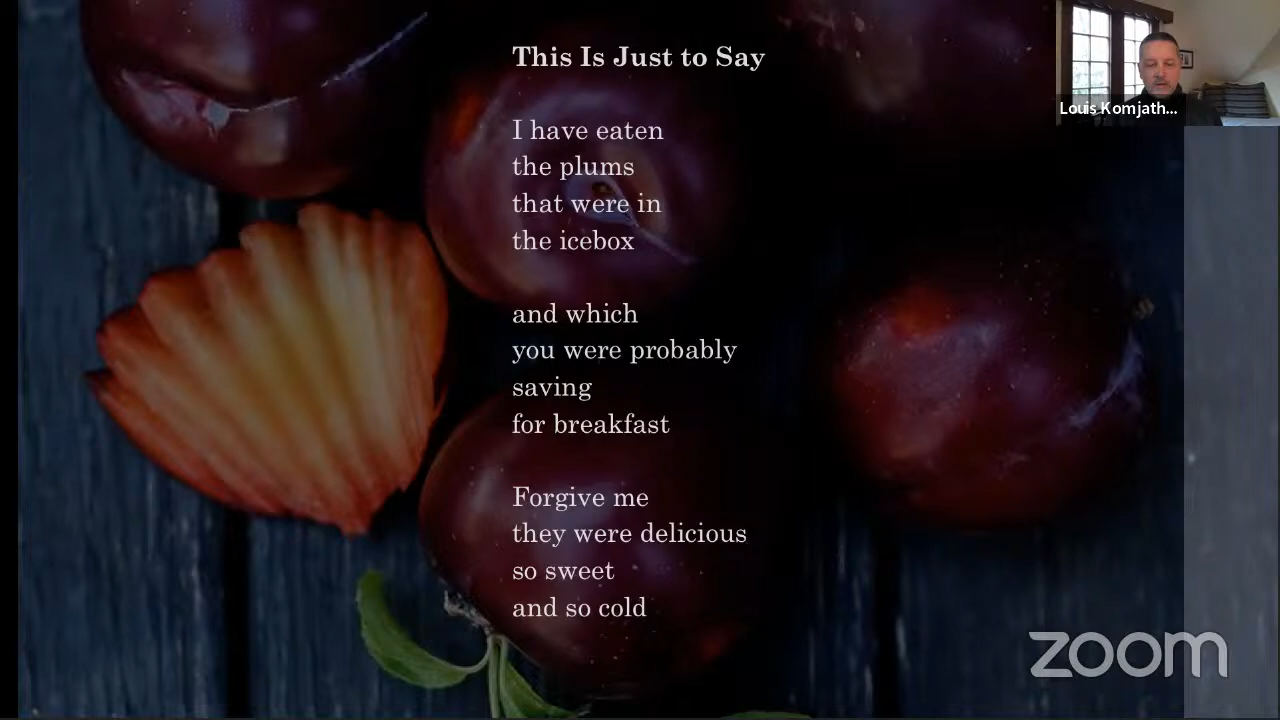 This Is Just to Say
I have eaten
the plums
that were in
the icebox
and which
you were probably
saving
for breakfast
Forgive me
they were delicious
so sweet
and so cold
Louis Komjath...
zoom